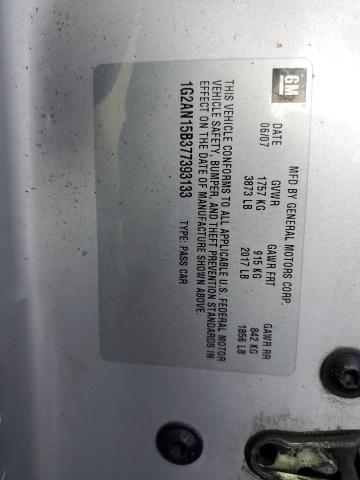 GM
MFD BY GENERAL MOTORS CORP.
DATE GVWR GAWR FRT GAWR RR
06/07 1757 KG 915 KG 842 KG
3873 LB 2017 LB 1856 LB
THIS VEHICLE CONFORMS TO ALL APPLICABLE U.S. FEDERAL MOTOR
VEHICLE SAFETY, BUMPER, AND THEFT PREVENTION STANDARDS IN
EFFECT ON THE DATE OF MANUFACTURE SHOWN ABOVE.
1G2AN15B377393133 TYPE: PASS CAR